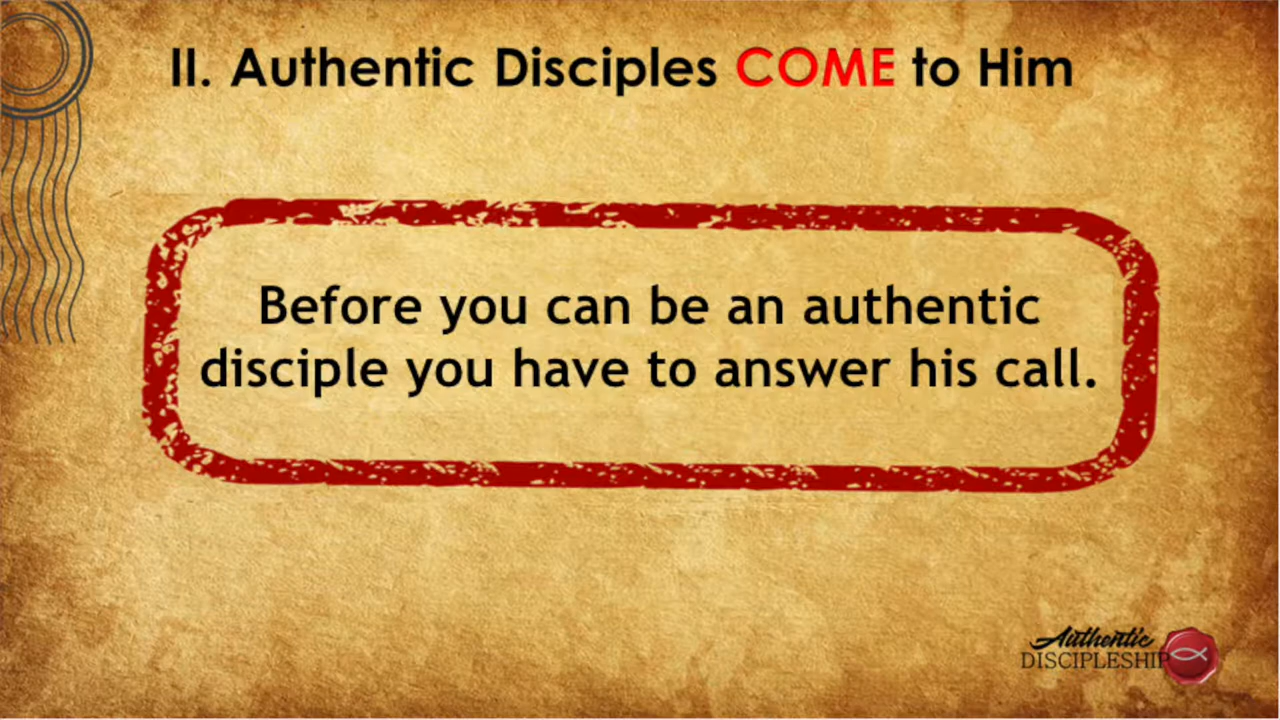 II. Authentic Disciples COME to Him
Before you can be an authentic
disciple you have to answer his call.
Authentic
DISCIPLESHIP